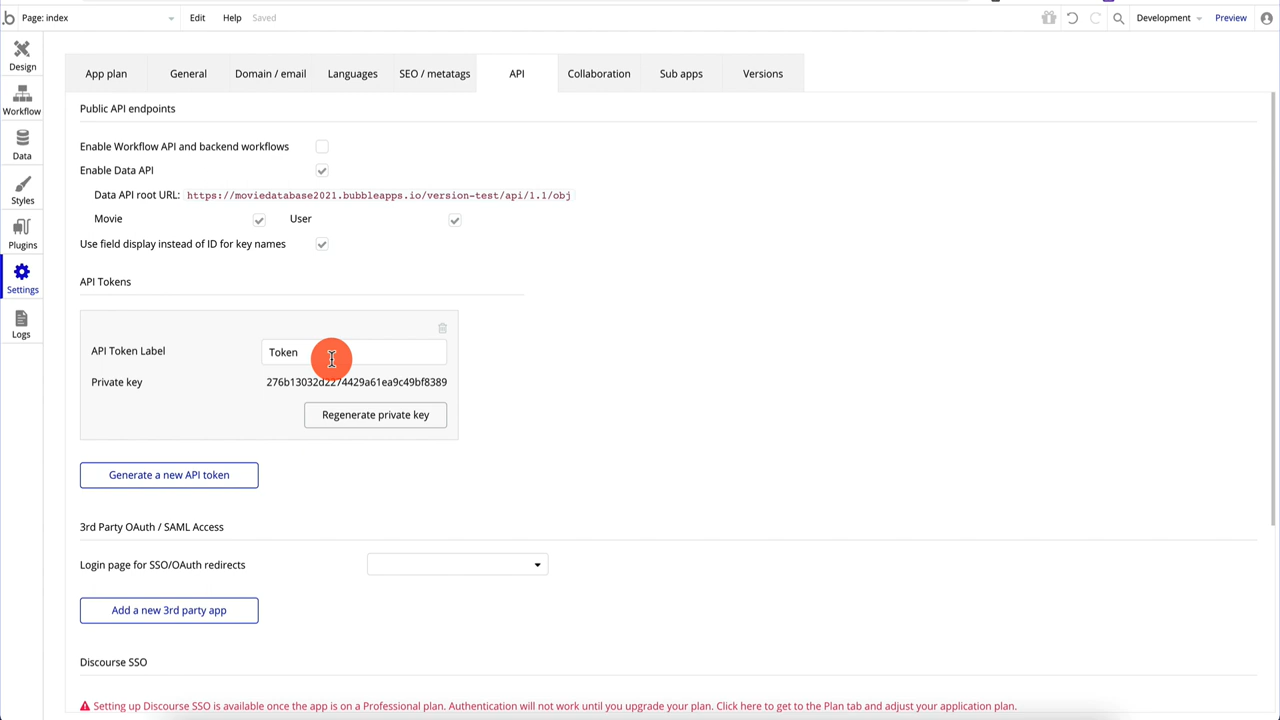 b Page: index Edit Help Saved Development Preview
Design
Workflow
Data
Styles
Plugins
Settings
Logs
App plan General Domain / email Languages SEO / metatags API Collaboration Sub apps Versions
Public API endpoints
Enable Workflow API and backend workflows
Enable Data API
Data API root URL: https://moviedatabase2021.bubbleapps.io/version-test/api/1.1/obj
Movie User
Use field display instead of ID for key names
API Tokens
API Token Label Token
Private key 276b13032d2274429a61ea9c49bf8389
Regenerate private key
Generate a new API token
3rd Party OAuth / SAML Access
Login page for SSO/OAuth redirects
Add a new 3rd party app
Discourse SSO
Setting up Discourse SSO is available once the app is on a Professional plan. Authentication will not work until you upgrade your plan. Click here to get to the Plan tab and adjust your application plan.